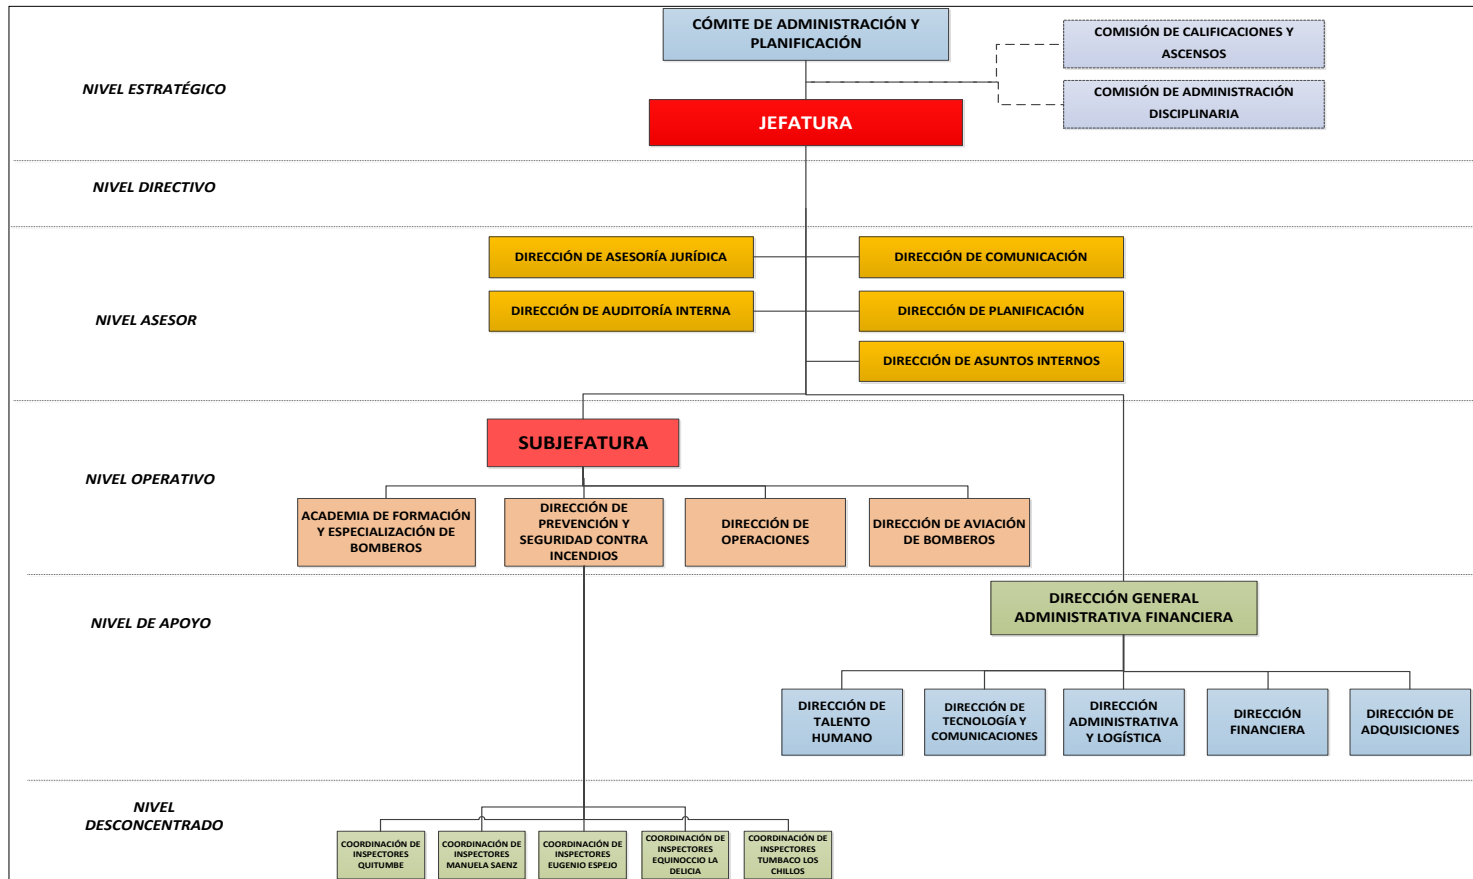 CÓMITE DE ADMINISTRACIÓN Y
PLANIFICACIÓN
COMISIÓN DE CALIFICACIONES Y
ASCENSOS
NIVEL ESTRATÉGICO
COMISIÓN DE ADMINISTRACIÓN
DISCIPLINARIA
JEFATURA
NIVEL DIRECTIVO
DIRECCIÓN DE ASESORÍA JURÍDICA
DIRECCIÓN DE COMUNICACIÓN
NIVEL ASESOR
DIRECCIÓN DE AUDITORÍA INTERNA
DIRECCIÓN DE PLANIFICACIÓN
DIRECCIÓN DE ASUNTOS INTERNOS
SUBJEFATURA
NIVEL OPERATIVO
ACADEMIA DE FORMACIÓN
Y ESPECIALIZACIÓN DE
BOMBEROS
DIRECCIÓN DE
PREVENCIÓN Y
SEGURIDAD CONTRA
INCENDIOS
DIRECCIÓN DE
OPERACIONES
DIRECCIÓN DE AVIACIÓN
DE BOMBEROS
NIVEL DE APOYO
DIRECCIÓN GENERAL
ADMINISTRATIVA FINANCIERA
DIRECCIÓN DE
TALENTO
HUMANO
DIRECCIÓN DE
TECNOLOGÍA Y
COMUNICACIONES
DIRECCIÓN
ADMINISTRATIVA
Y LOGÍSTICA
DIRECCIÓN
FINANCIERA
DIRECCIÓN DE
ADQUISICIONES
NIVEL
DESCONCENTRADO
COORDINACIÓN DE
INSPECTORES
QUITUMBE
COORDINACIÓN DE
INSPECTORES
MANUELA SAENZ
COORDINACIÓN DE
INSPECTORES
EUGENIO ESPEJO
COORDINACIÓN DE
INSPECTORES
EQUINOCCIO LA
DELICIA
COORDINACIÓN DE
INSPECTORES
TUMBACO LOS
CHILLOS